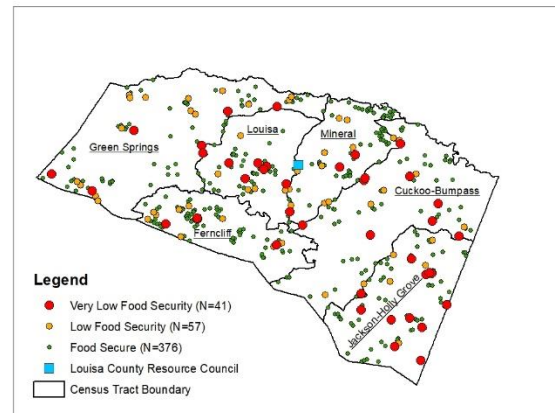 Louisa
Mineral
Green Springs
Cuckoo-Bumpass
Ferncliff
Jackson-Holly Grove
Legend
Very Low Food Security (N=41)
Low Food Security (N=57)
Food Secure (N=376)
Louisa County Resource Council
Census Tract Boundary